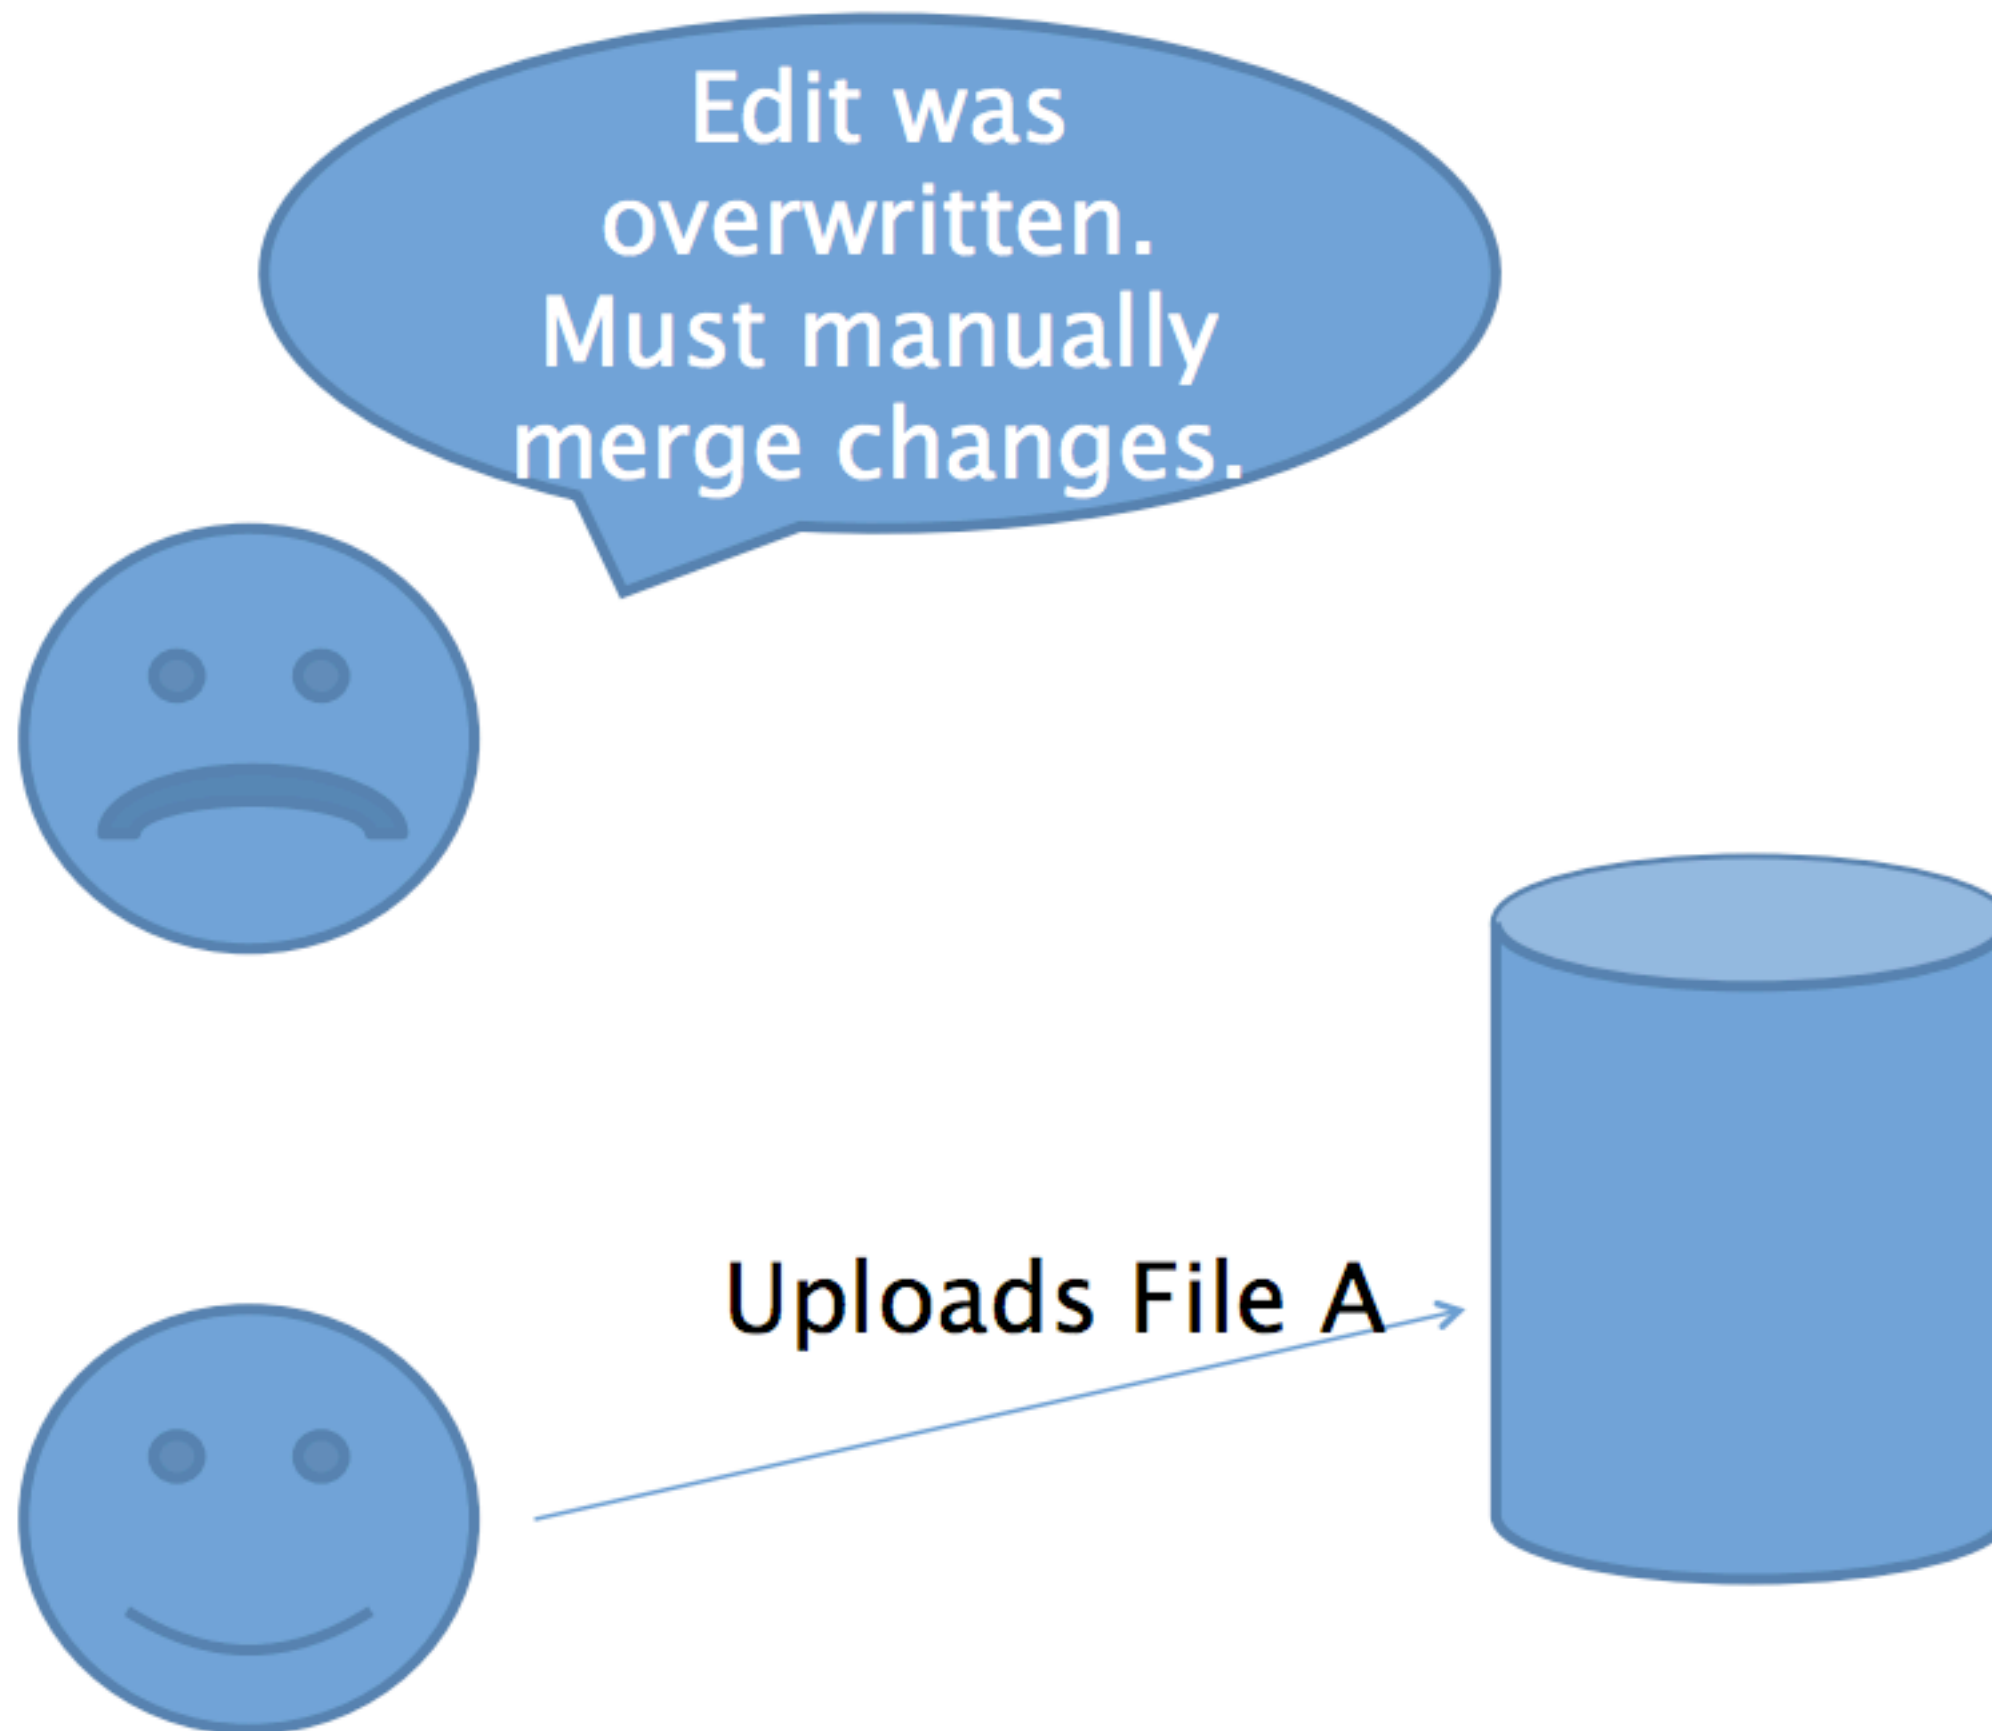 Edit was
overwritten.
Must manually
merge changes.
Uploads File A